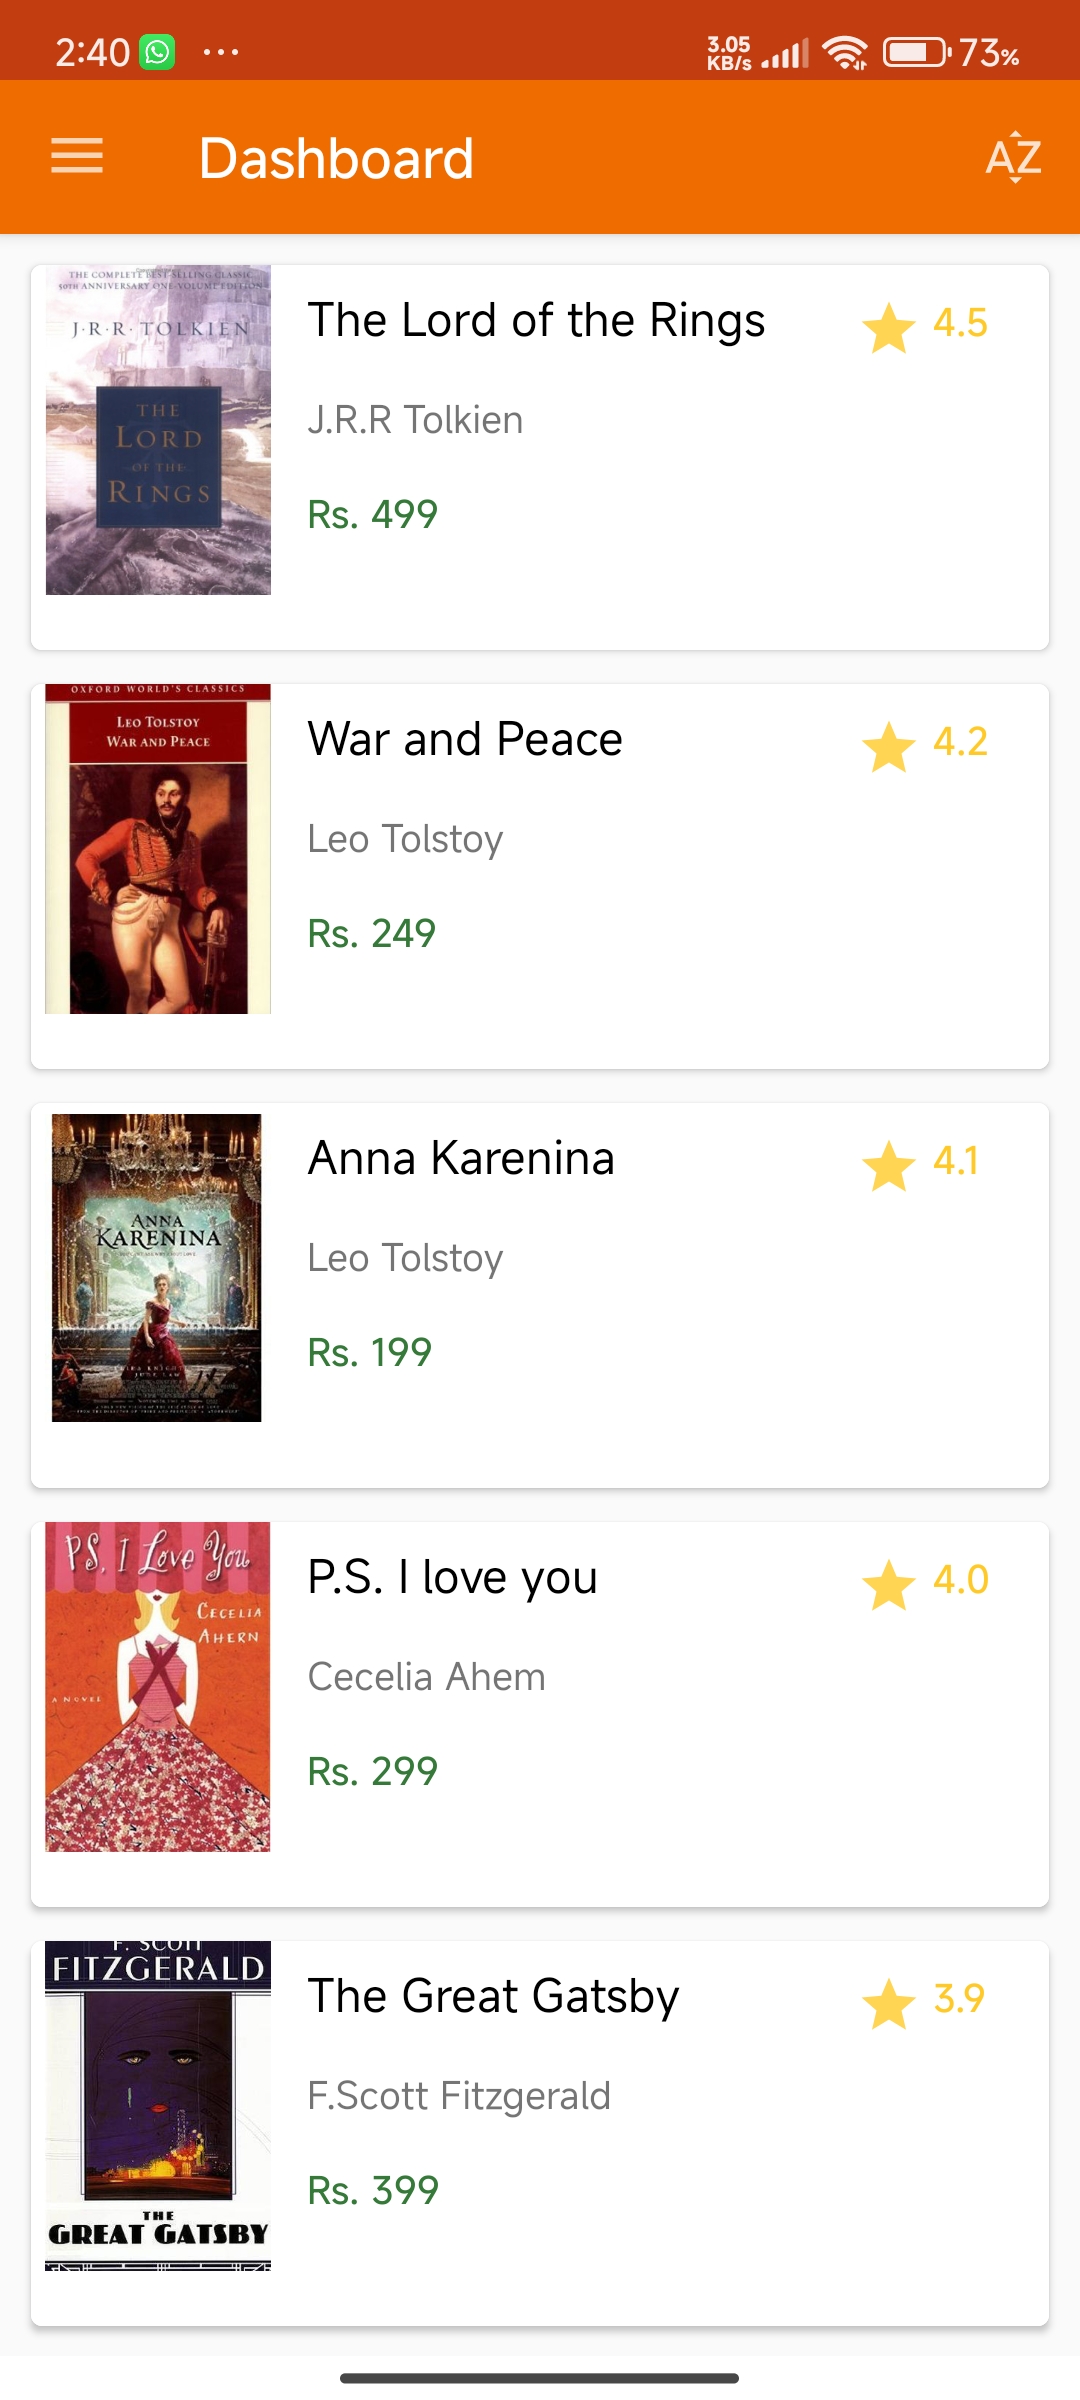 2:40 ...
3.05
KB/s
73%
Dashboard
AZ
THE COMPLETE BEST-SELLING CLASSIC
50TH ANNIVERSARY ONE-VOLUME EDITION
J·R·R·TOLKIEN
THE
LORD
OF THE
RINGS
The Lord of the Rings
4.5
J.R.R Tolkien
Rs. 499
OXFORD WORLD'S CLASSICS
LEO TOLSTOY
WAR AND PEACE
War and Peace
4.2
Leo Tolstoy
Rs. 249
ANNA
KARENINA
Anna Karenina
4.1
Leo Tolstoy
Rs. 199
PS, I Love You
CECELIA
AHERN
A NOVEL
P.S. I love you
4.0
Cecelia Ahem
Rs. 299
F. SCOTT
FITZGERALD
THE
GREAT GATSBY
The Great Gatsby
3.9
F.Scott Fitzgerald
Rs. 399